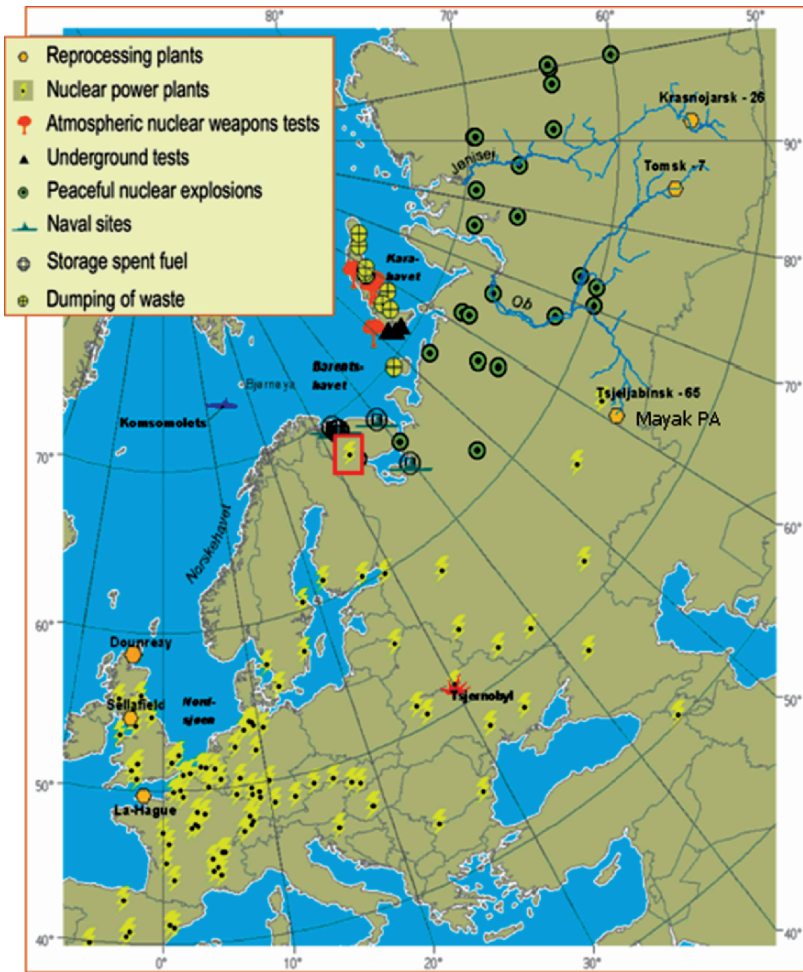 60°
70°
50°
80°
Reprocessing plants
Nuclear power plants
Atmospheric nuclear weapons tests
Underground tests
Peaceful nuclear explosions
Naval sites
Storage spent fuel
Dumping of waste
Krasnojarsk - 26
90°
Jenisej
Tomsk - 7
Kara-
havet
80°
Ob
Barents-
havet
Bjørnøya
70°
Tsjeljabinsk - 65
Mayak PA
Komsomolets
70°
60°
Norskehavet
60°
Dounreay
50°
Tsjernobyl
Sellafield
Nord-
sjøen
50°
La-Hague
40°
40°
0°
10°
20°
30°